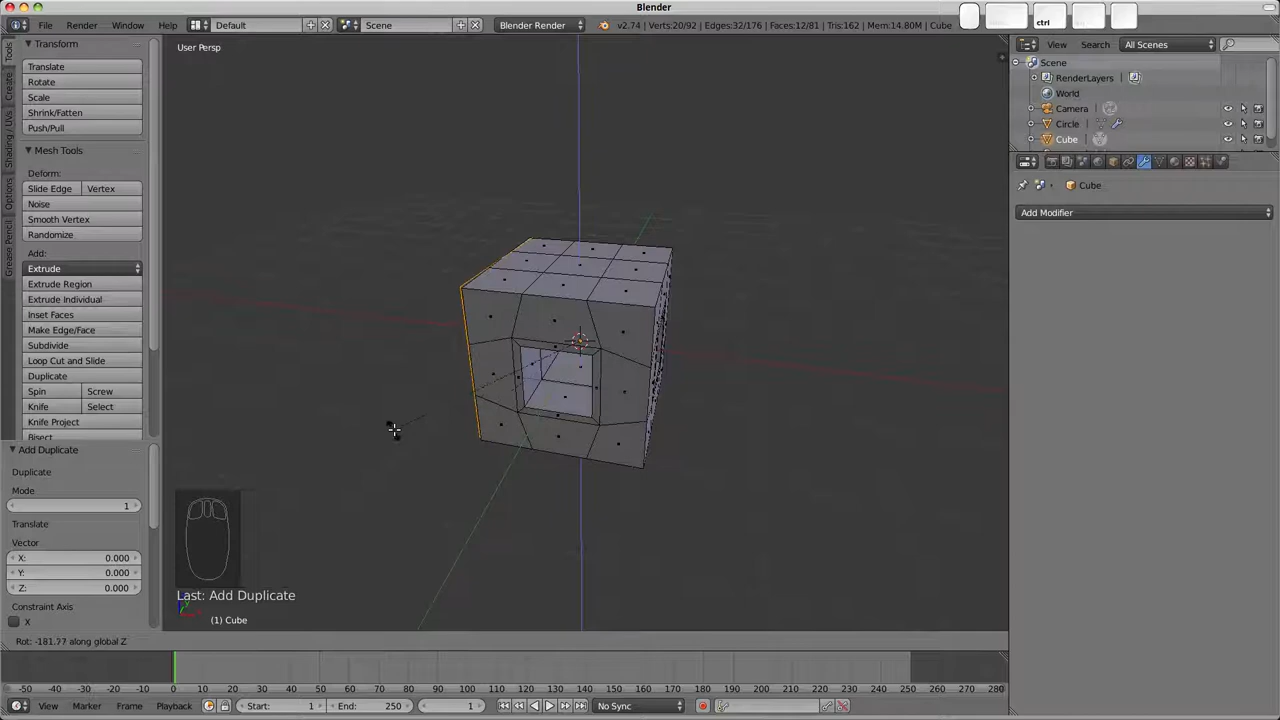 Blender
File Render Window Help Default Scene Blender Render v2.74 | Verts:20/92 | Edges:32/176 | Faces:12/81 | Tris:162 | Mem:14.80M | Cube
ctrl
View Search All Scenes
Tools
Create
Shading / UVs
Options
Grease Pencil
Transform
Translate
Rotate
Scale
Shrink/Fatten
Push/Pull
Mesh Tools
Deform:
Slide Edge Vertex
Noise
Smooth Vertex
Randomize
Add:
Extrude
Extrude Region
Extrude Individual
Inset Faces
Make Edge/Face
Subdivide
Loop Cut and Slide
Duplicate
Spin Screw
Knife Select
Knife Project
Bisect
Add Duplicate
Duplicate
Mode
1
Translate
Vector
X: 0.000
Y: 0.000
Z: 0.000
Constraint Axis
X
User Persp
Last: Add Duplicate
(1) Cube
Rot: -181.77 along global Z
Scene
RenderLayers
World
Camera
Circle
Cube
Cube
Add Modifier
-50 -40 -30 -20 -10 0 10 20 30 40 50 60 70 80 90 100 110 120 130 140 150 160 170 180 190 200 210 220 230 240 250 260 270 280
View Marker Frame Playback Start: 1 End: 250 1 No Sync